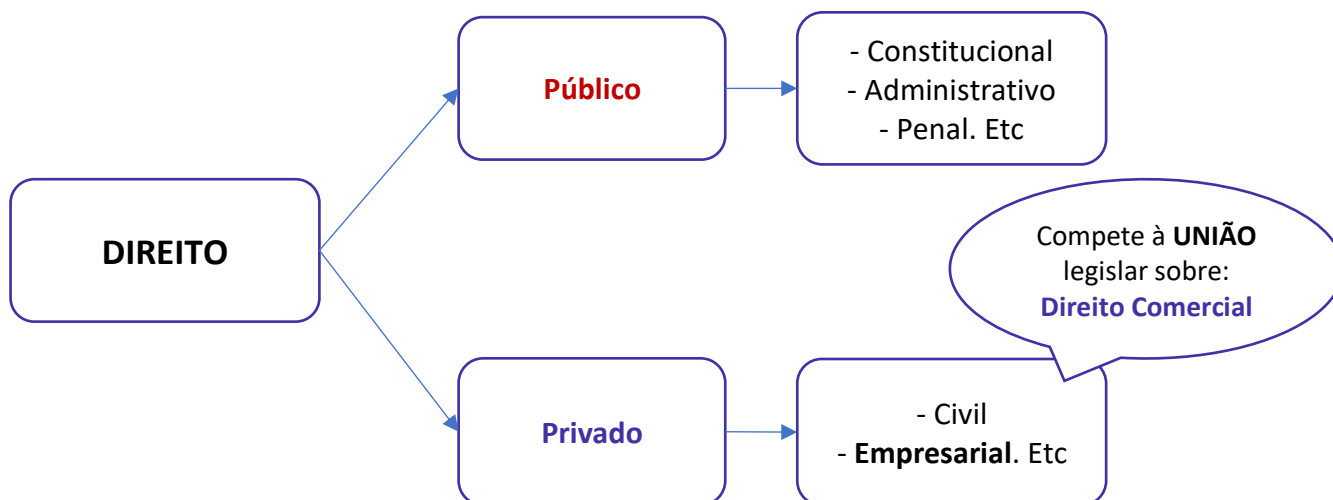 DIREITO
Público
- Constitucional
- Administrativo
- Penal. Etc
Compete à UNIÃO
legislar sobre:
Direito Comercial
Privado
- Civil
- Empresarial. Etc